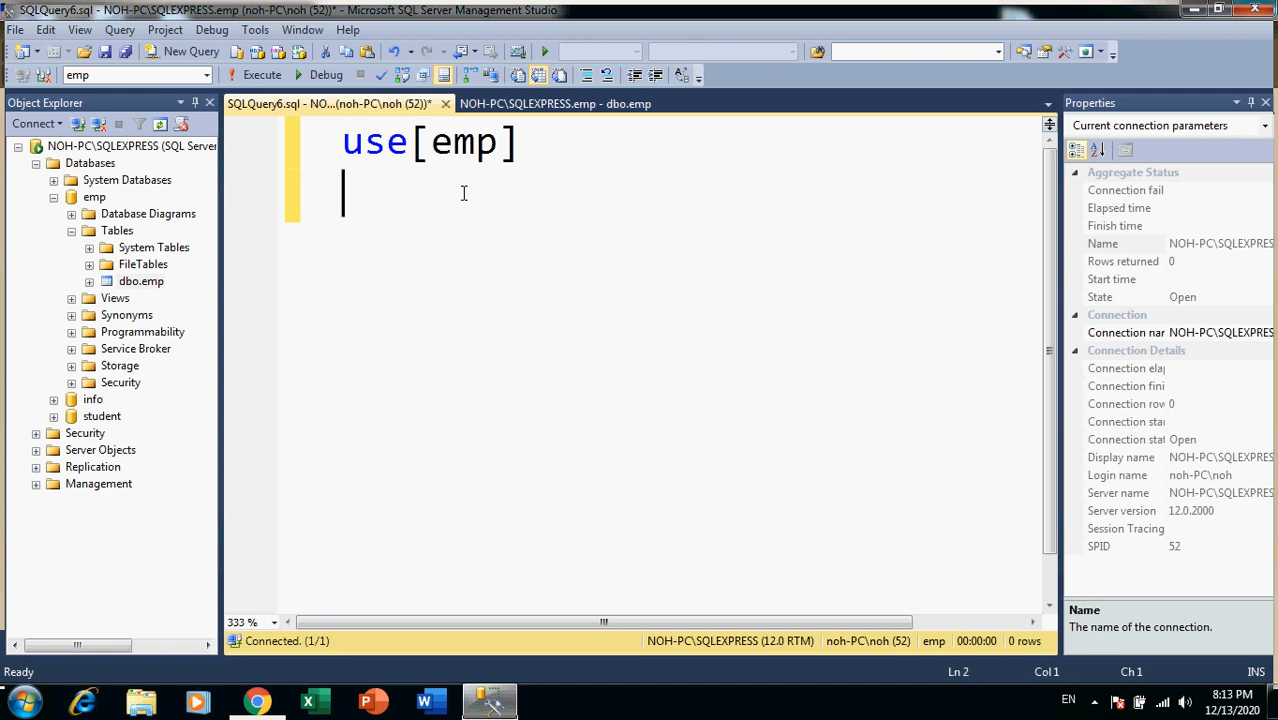 SQLQuery6.sql - NOH-PC\SQLEXPRESS.emp (noh-PC\noh (52))* - Microsoft SQL Server Management Studio
File Edit View Query Project Debug Tools Window Help
New Query
emp Execute Debug
Object Explorer
Connect
NOH-PC\SQLEXPRESS (SQL Server
Databases
System Databases
emp
Database Diagrams
Tables
System Tables
FileTables
dbo.emp
Views
Synonyms
Programmability
Service Broker
Storage
Security
info
student
Security
Server Objects
Replication
Management
SQLQuery6.sql - NO...(noh-PC\noh (52))* NOH-PC\SQLEXPRESS.emp - dbo.emp
use[emp]
333 %
Connected. (1/1) NOH-PC\SQLEXPRESS (12.0 RTM) noh-PC\noh (52) emp 00:00:00 0 rows
Properties
Current connection parameters
Aggregate Status
Connection fail
Elapsed time
Finish time
Name NOH-PC\SQLEXPRES
Rows returned 0
Start time
State Open
Connection
Connection nar NOH-PC\SQLEXPRESS
Connection Details
Connection elap
Connection fini
Connection row 0
Connection star
Connection stat Open
Display name NOH-PC\SQLEXPRES
Login name noh-PC\noh
Server name NOH-PC\SQLEXPRES
Server version 12.0.2000
Session Tracing
SPID 52
Name
The name of the connection.
Ready Ln 2 Col 1 Ch 1 INS
EN 8:13 PM
12/13/2020